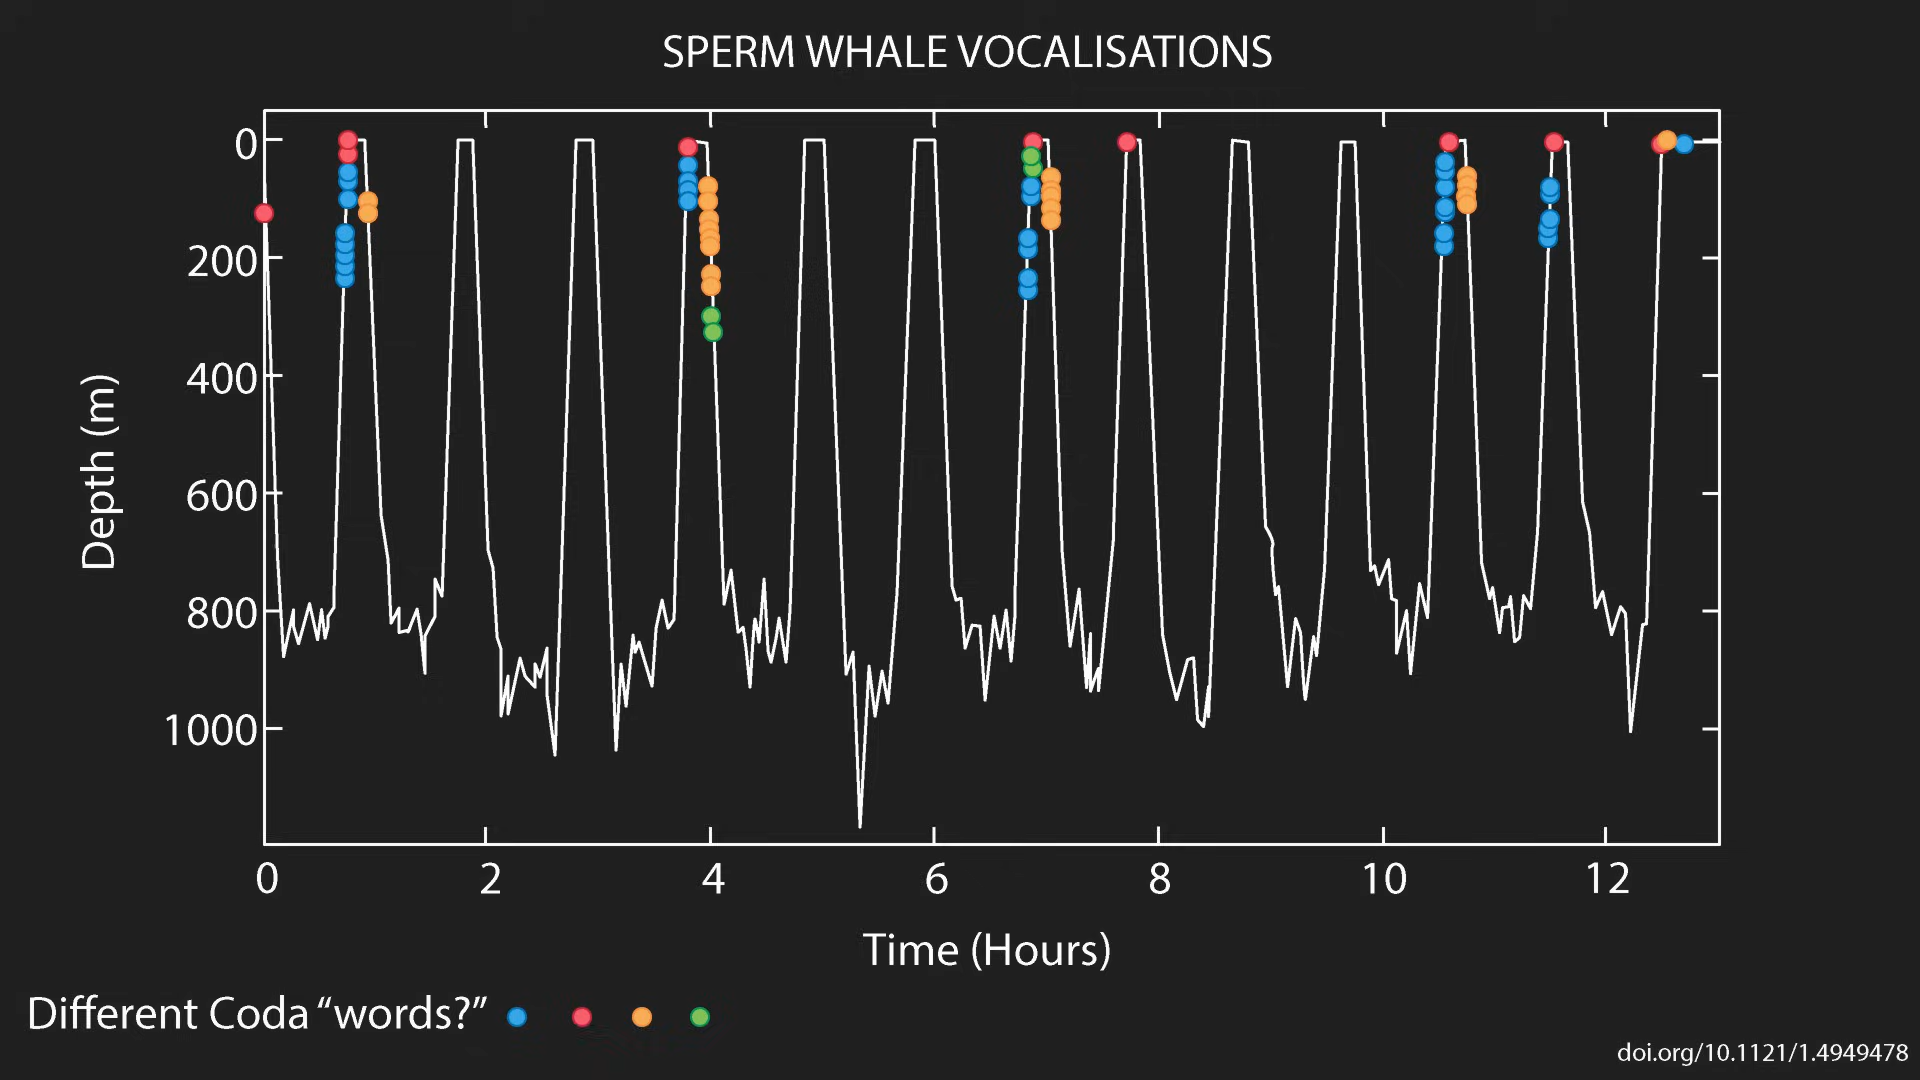 SPERM WHALE VOCALISATIONS
0
200
400
600
800
1000
Depth (m)
0 2 4 6 8 10 12
Time (Hours)
Different Coda “words?”
doi.org/10.1121/1.4949478